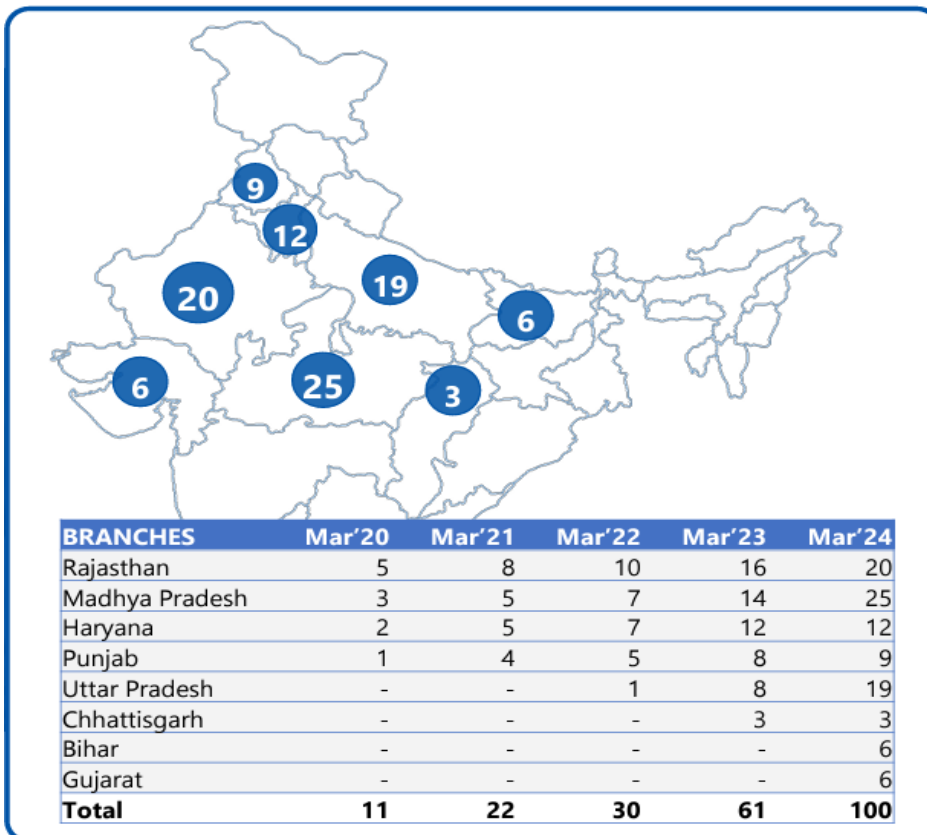 9
12
19
20
6
6
25
3
BRANCHES Mar’20 Mar’21 Mar’22 Mar’23 Mar’24
Rajasthan 5 8 10 16 20
Madhya Pradesh 3 5 7 14 25
Haryana 2 5 7 12 12
Punjab 1 4 5 8 9
Uttar Pradesh - - 1 8 19
Chhattisgarh - - - 3 3
Bihar - - - - 6
Gujarat - - - - 6
Total 11 22 30 61 100